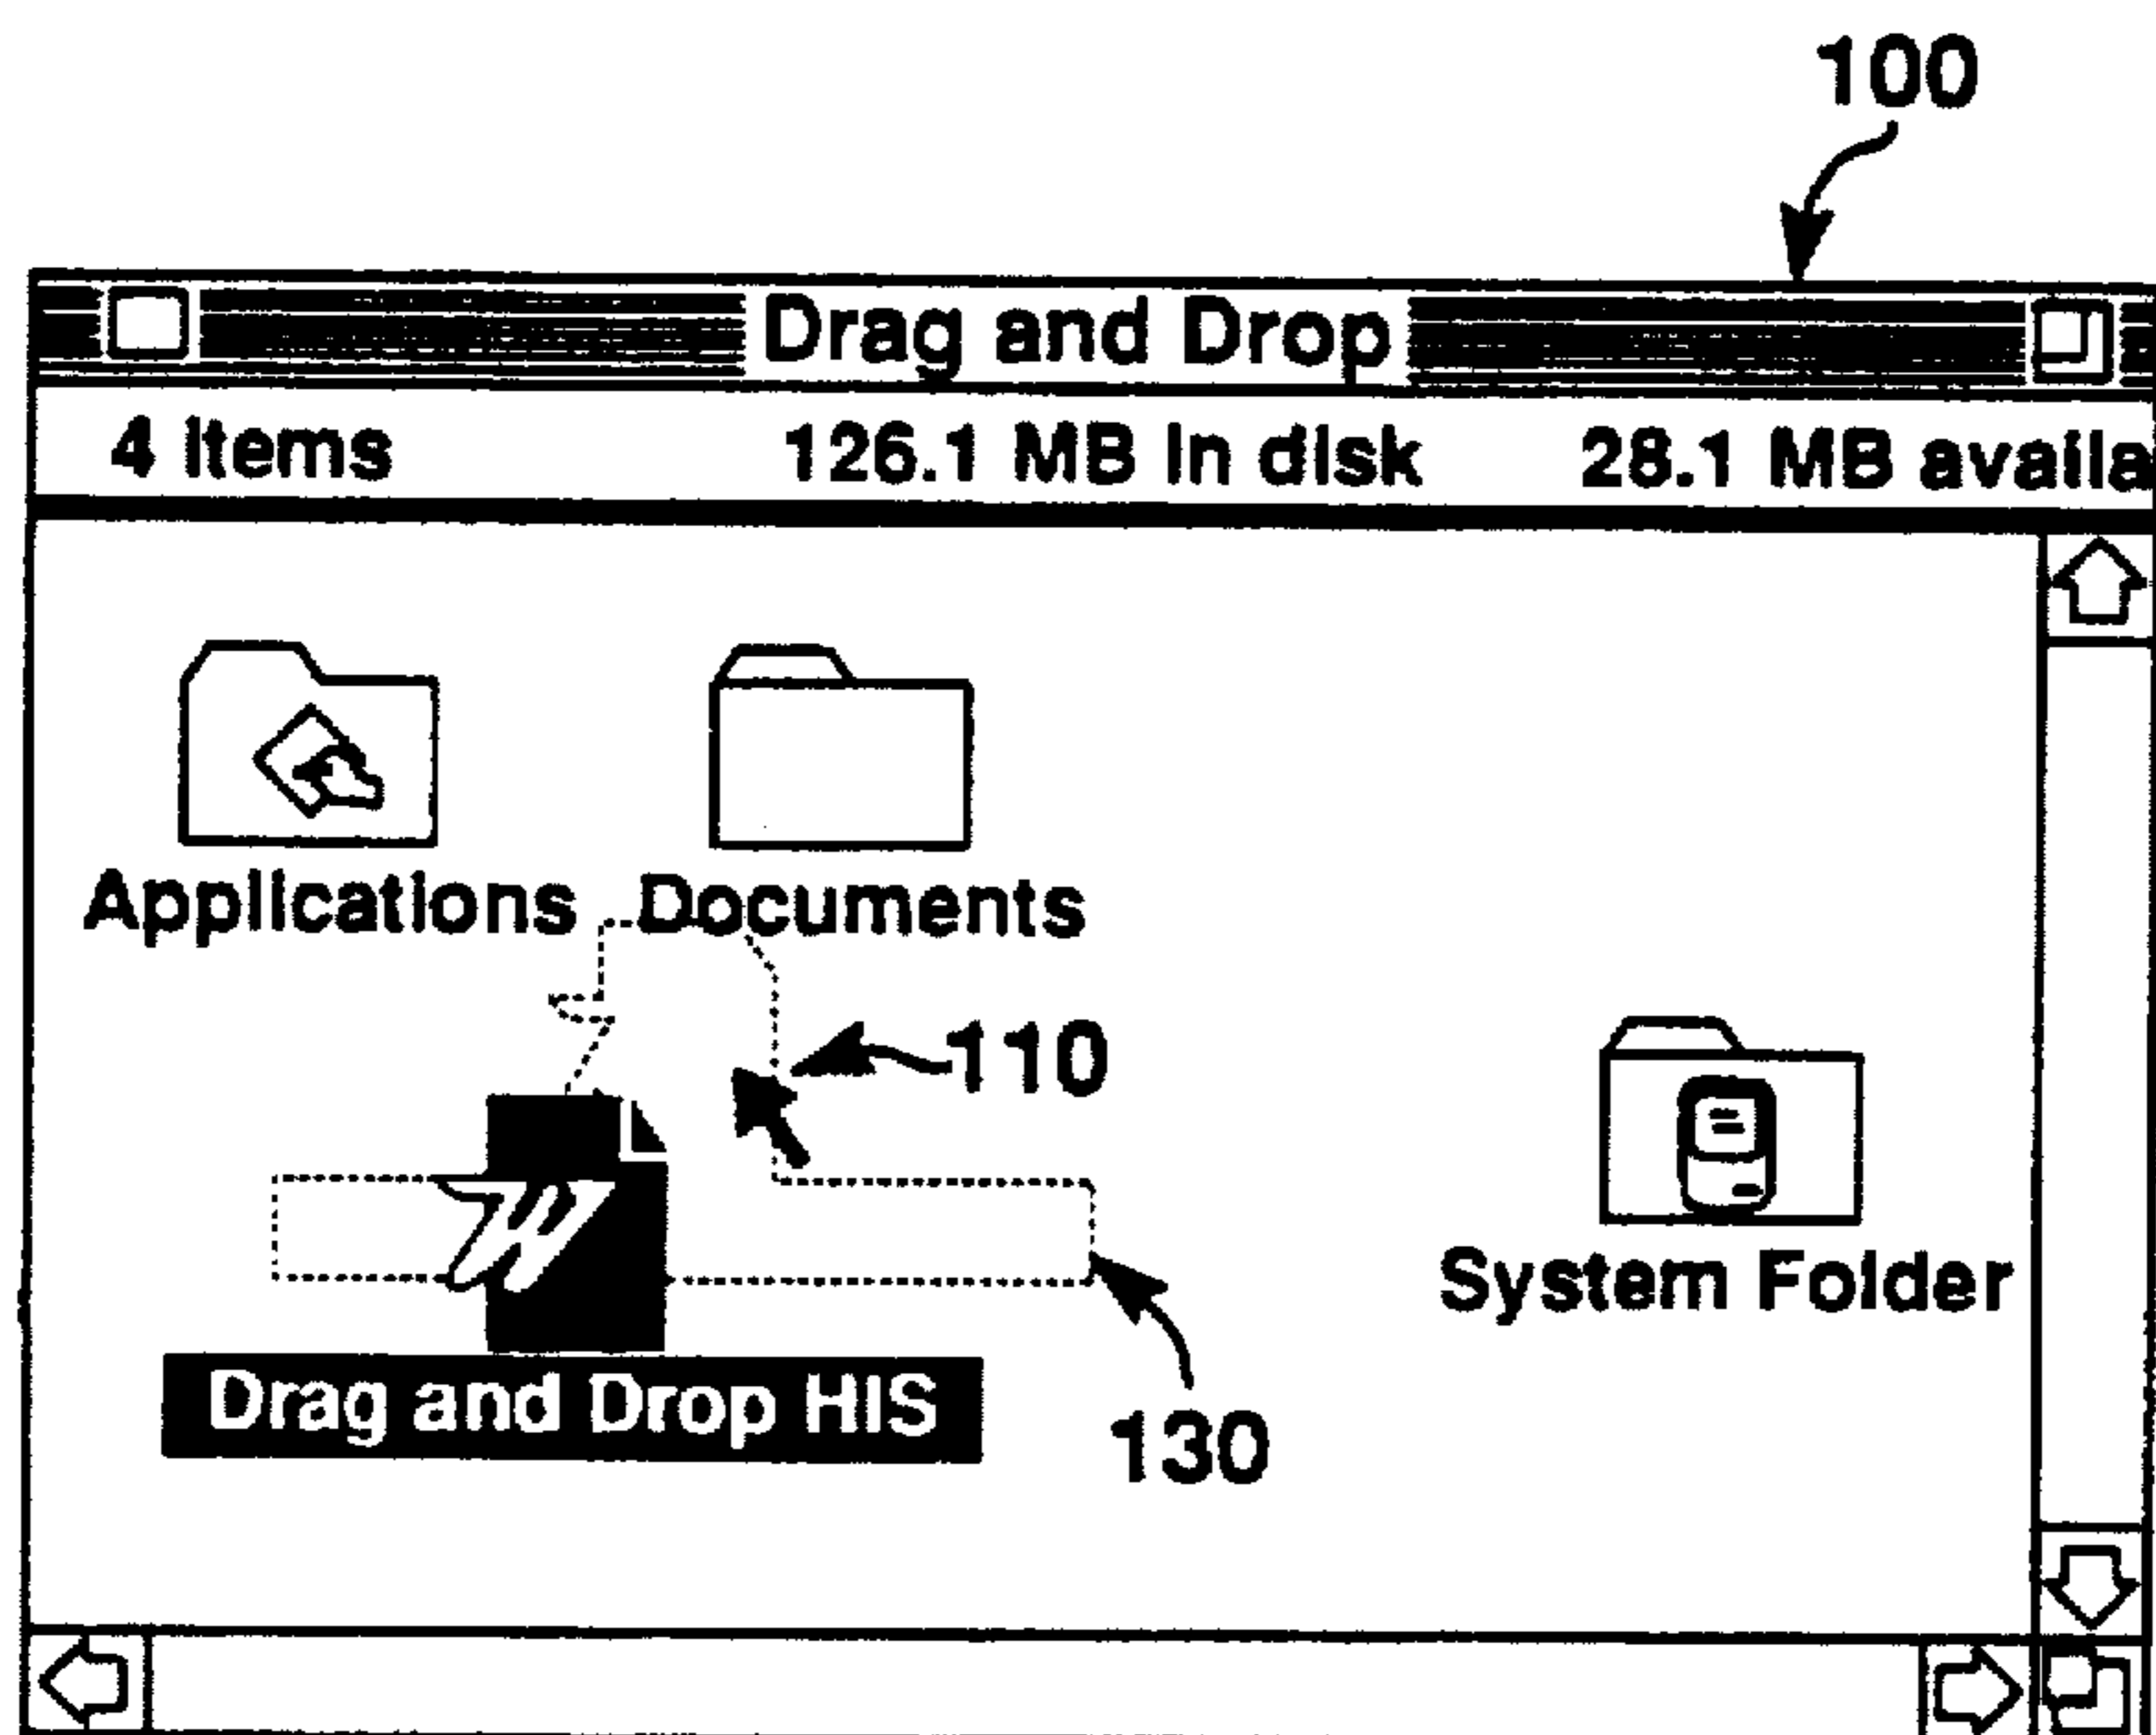 100
Drag and Drop
4 items 126.1 MB in disk 28.1 MB availa
Applications Documents
110
System Folder
Drag and Drop HIS
130